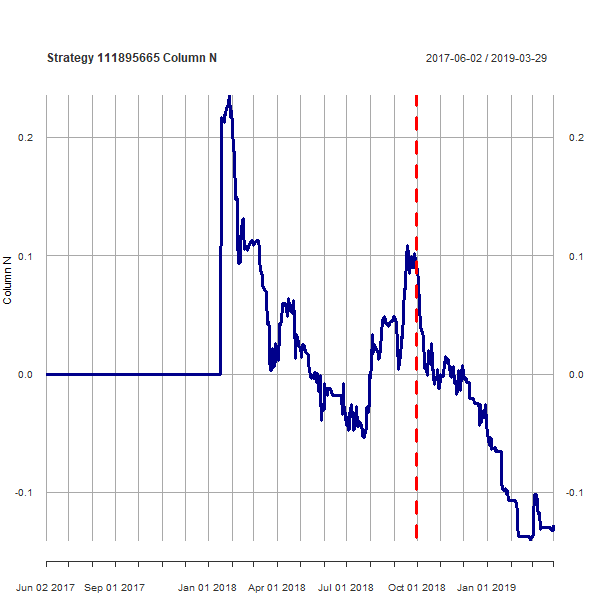 Strategy 111895665 Column N
2017-06-02 / 2019-03-29
0.2
0.2
0.1
0.1
Column N
0.0
0.0
-0.1
-0.1
Jun 02 2017
Sep 01 2017
Jan 01 2018
Apr 01 2018
Jul 01 2018
Oct 01 2018
Jan 01 2019